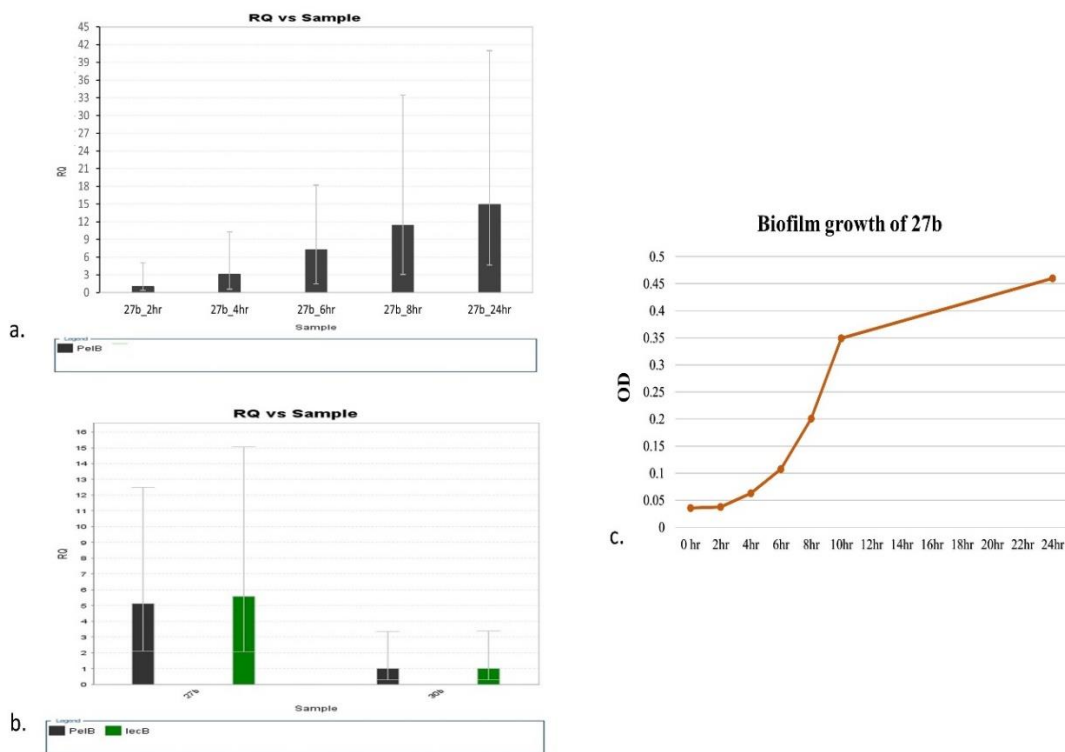 RQ vs Sample
45
42
39
36
33
30
27
24
21
18
15
12
9
6
3
0
RQ
27b_2hr 27b_4hr 27b_6hr 27b_8hr 27b_24hr
Sample
a.
Legend
PelB
RQ vs Sample
16
15
14
13
12
11
10
9
8
7
6
5
4
3
2
1
0
RQ
27b 30b
Sample
b.
Legend
PelB lecB
Biofilm growth of 27b
0.5
0.45
0.4
0.35
0.3
0.25
0.2
0.15
0.1
0.05
0
OD
c.
0 hr 2hr 4hr 6hr 8hr 10hr 12hr 14hr 16hr 18hr 20hr 22hr 24hr